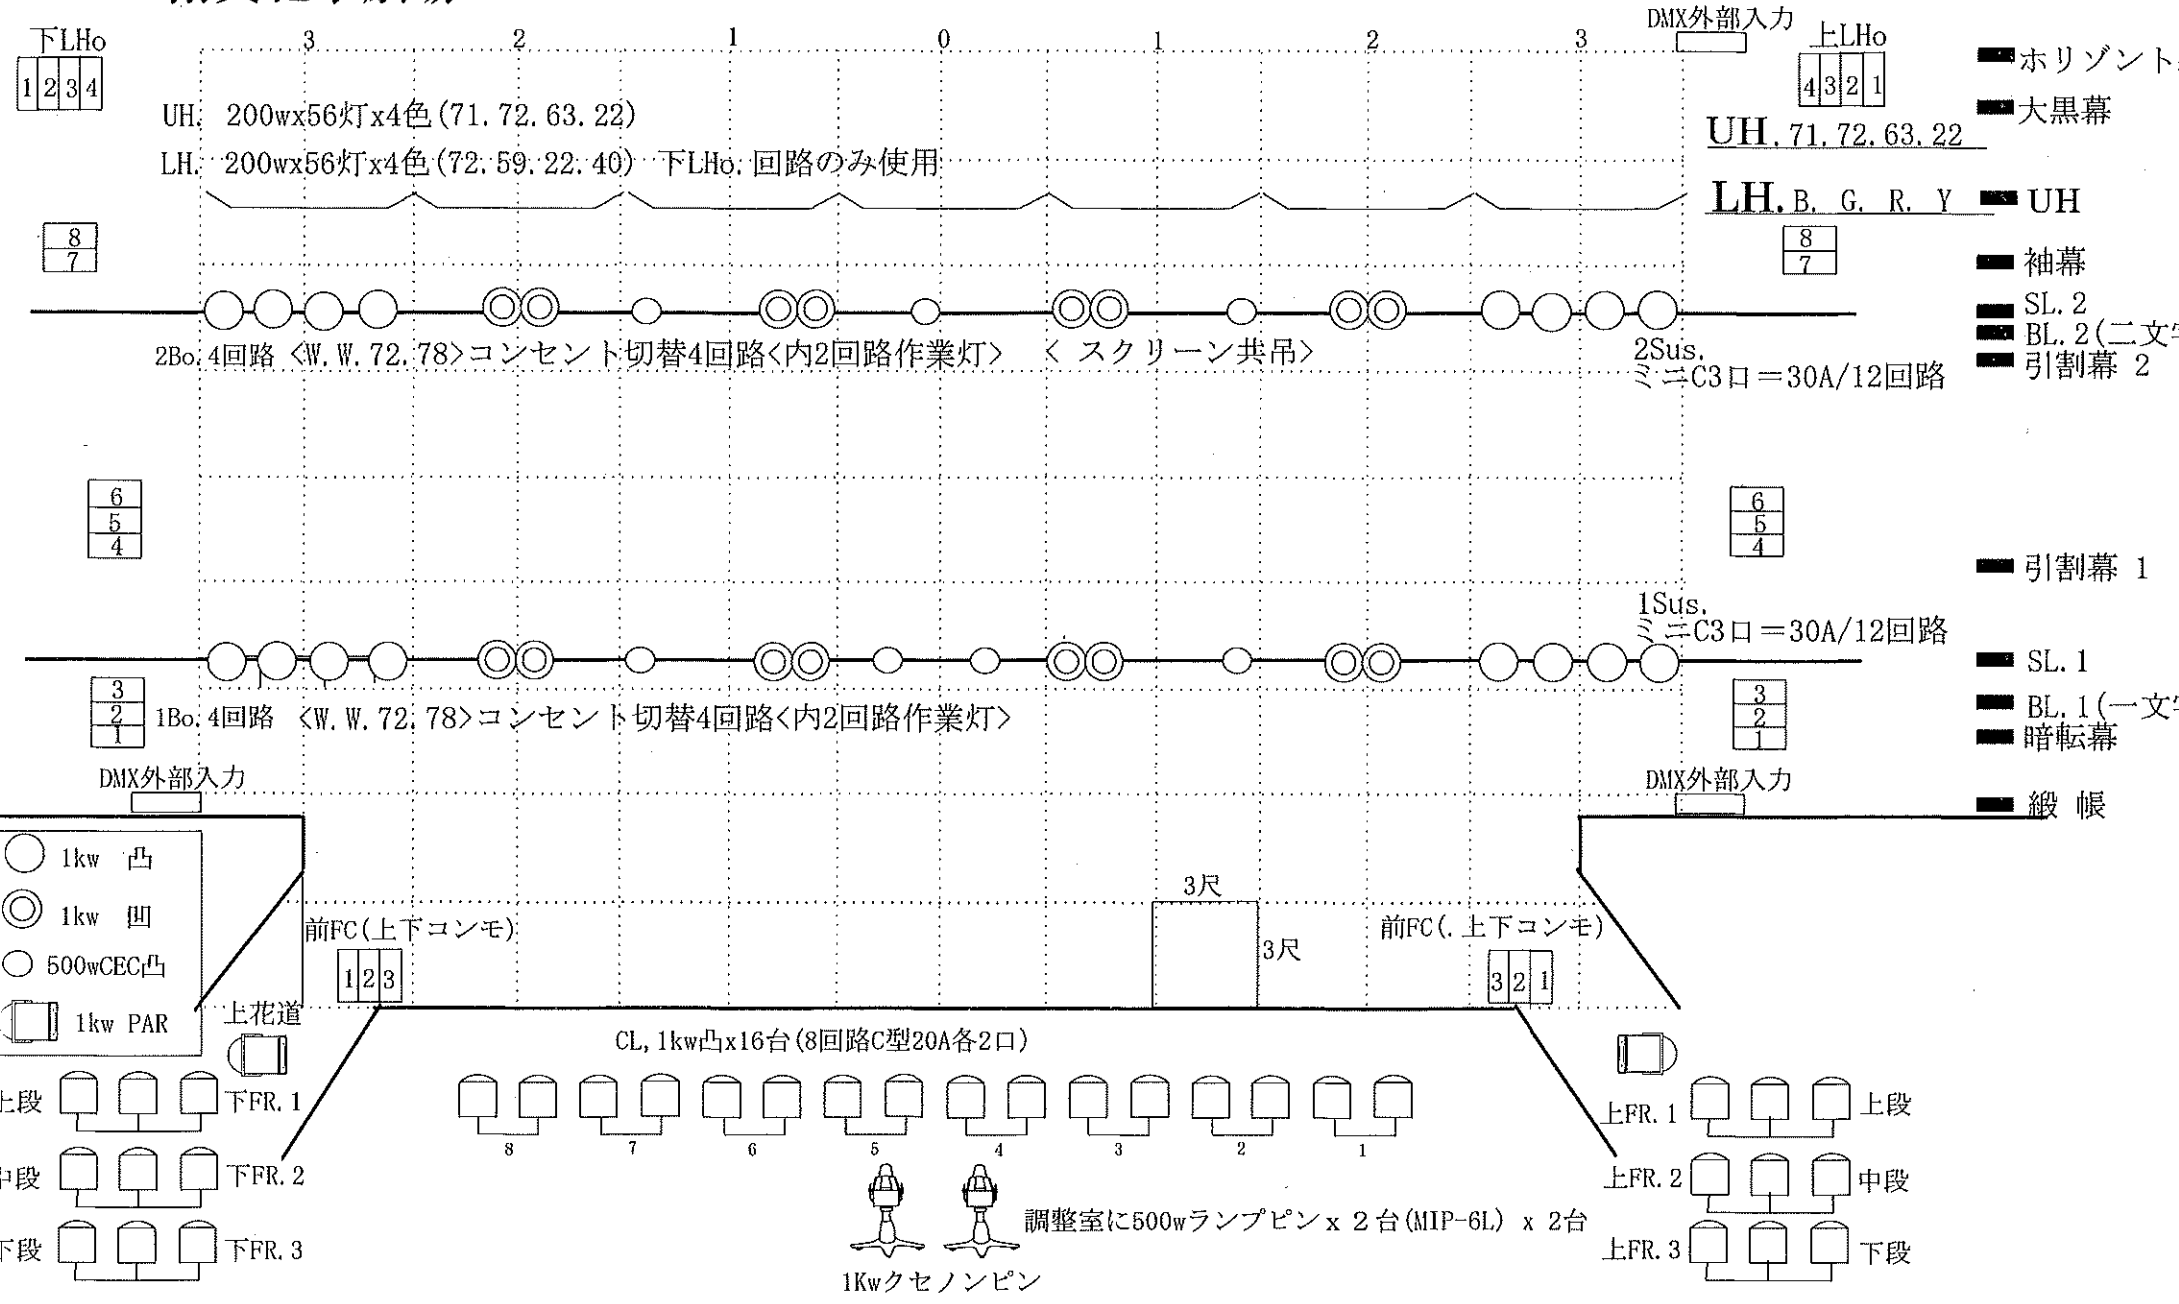 DMX外部入力
下LHo
3 2 1 0 1 2 3
上LHo
1 2 3 4
4 3 2 1
UH. 200wx56灯x4色(71.72.63.22)
LH. 200wx56灯x4色(72.59.22.40) 下LHo.回路のみ使用
UH.71.72.63.22
LH.B. G. R. Y
ホリゾント
大黒幕
UH
袖幕
SL.2
BL.2(二文
引割幕 2
引割幕 1
SL.1
BL.1(一文
暗転幕
緞 帳
8
7
8
7
2Bo.4回路 <W.W.72.78>コンセント切替4回路<内2回路作業灯> < スクリーン共吊>
2Sus.
ミニC3口=30A/12回路
6
5
4
6
5
4
1Sus.
ミニC3口=30A/12回路
3
2
1
3
2
1
1Bo.4回路 <W.W.72.78>コンセント切替4回路<内2回路作業灯>
DMX外部入力
DMX外部入力
1kw 凸
1kw 凹
500wCEC凸
1kw PAR
前FC(上下コンモ)
1 2 3
3尺
3尺
前FC(.上下コンモ)
3 2 1
上花道
CL,1kw凸x16台(8回路C型20A各2口)
8 7 6 5 4 3 2 1
上段 下FR.1
中段 下FR.2
下段 下FR.3
上FR.1 上段
上FR.2 中段
上FR.3 下段
調整室に500wランプピンx2台(MIP-6L) x 2台
1Kwクセノンピン